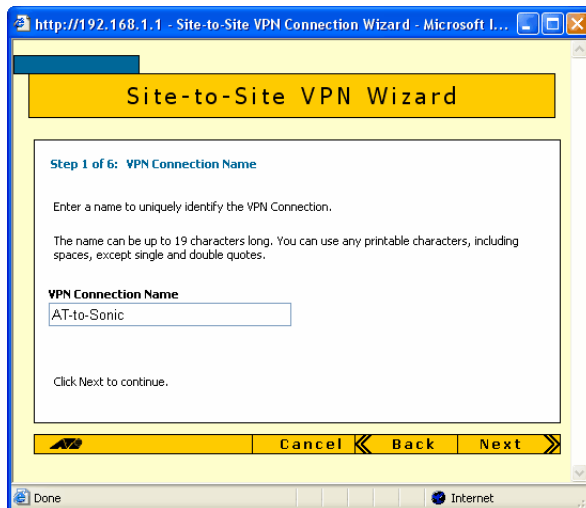 http://192.168.1.1 - Site-to-Site VPN Connection Wizard - Microsoft I...
Site-to-Site VPN Wizard
Step 1 of 6: VPN Connection Name
Enter a name to uniquely identify the VPN Connection.
The name can be up to 19 characters long. You can use any printable characters, including
spaces, except single and double quotes.
VPN Connection Name
AT-to-Sonic
Click Next to continue.
Cancel Back Next
Done Internet